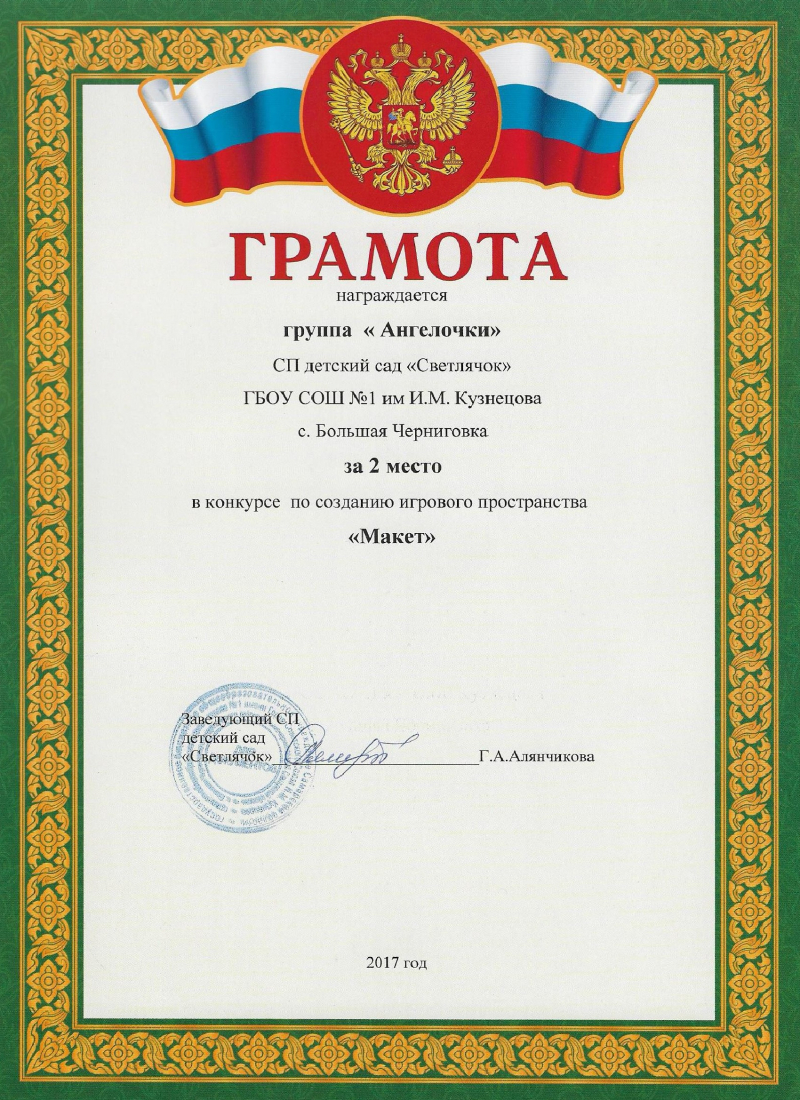 ГРАМОТА
награждается
группа « Ангелочки»
СП детский сад «Светлячок»
ГБОУ СОШ №1 им И.М. Кузнецова
с. Большая Черниговка
за 2 место
в конкурсе по созданию игрового пространства
«Макет»
Заведующий СП
детский сад
«Светлячок» Г.А.Алянчикова
2017 год